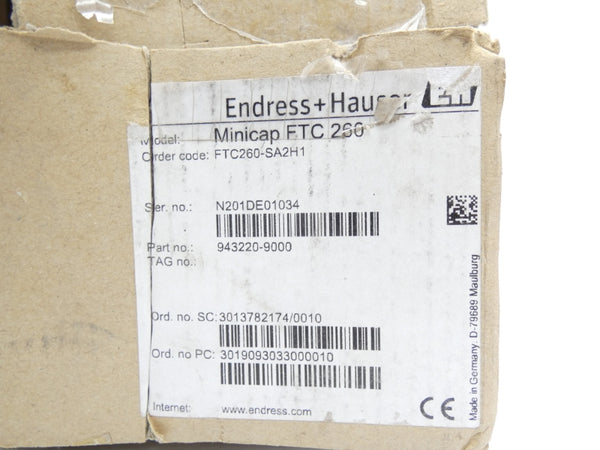 Endress+Hauser
Model: Minicap FTC 260
Order code: FTC260-SA2H1
Ser. no.: N201DE01034
Part no.: 943220-9000
TAG no.:
Ord. no. SC: 3013782174/0010
Ord. no PC: 3019093033000010
Internet: www.endress.com
CE
Made in Germany, D-79689 Maulburg